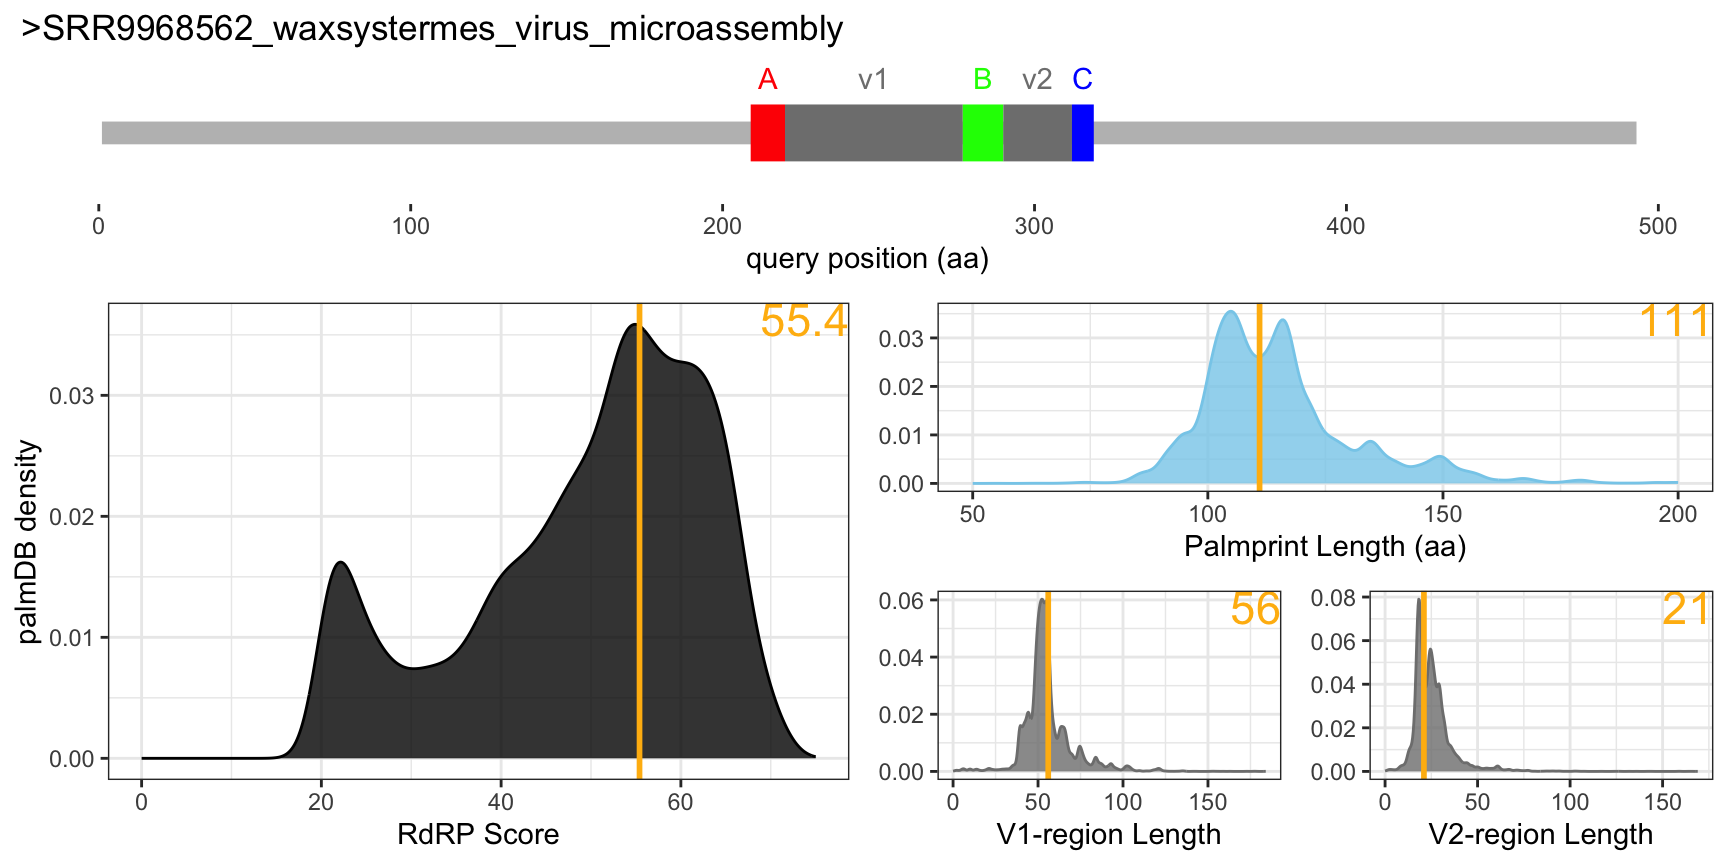 >SRR9968562_waxsystermes_virus_microassembly
A v1 B v2 C
0 100 200 300 400 500
query position (aa)
55.4
palmDB density
0.03
0.02
0.01
0.00
0 20 40 60
RdRP Score
111
0.03
0.02
0.01
0.00
50 100 150 200
Palmprint Length (aa)
56
0.06
0.04
0.02
0.00
0 50 100 150
V1-region Length
21
0.08
0.06
0.04
0.02
0.00
0 50 100 150
V2-region Length